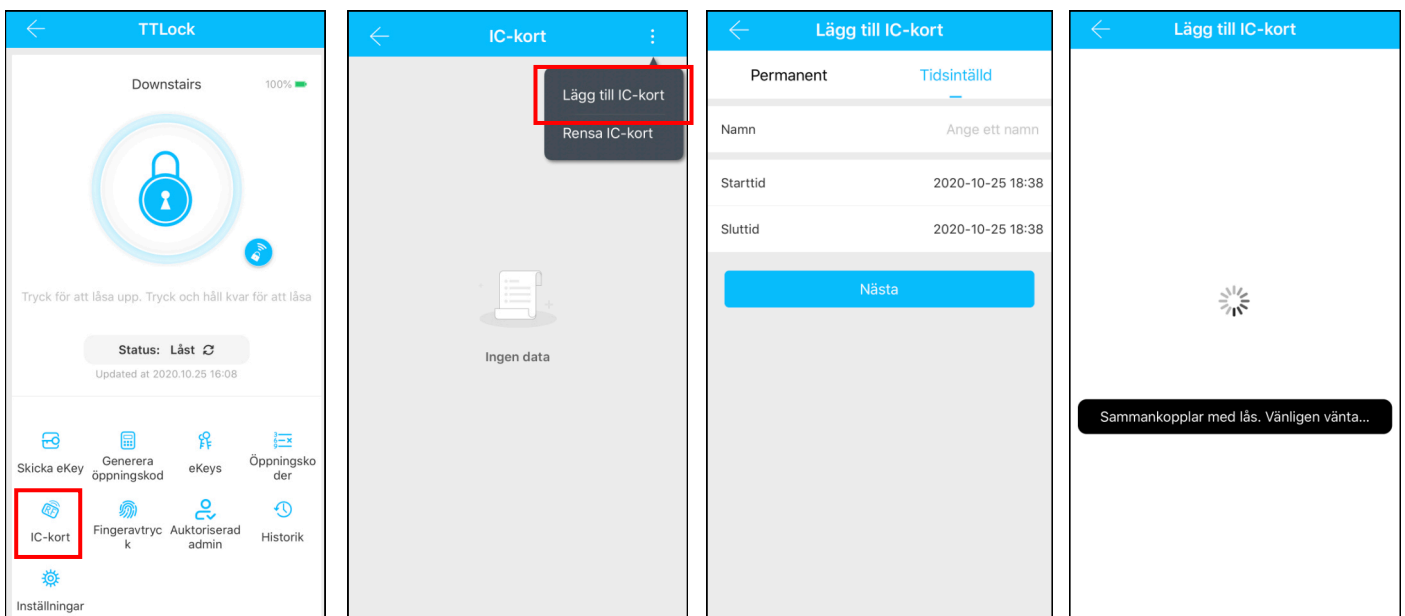 TTLock
Downstairs
100%
Tryck för att låsa upp. Tryck och håll kvar för att låsa
Status: Låst
Updated at 2020.10.25 16:08
Skicka eKey
Generera
öppningskod
eKeys
Öppningsko
der
IC-kort
Fingeravtryc
k
Auktoriserad
admin
Historik
Inställningar
IC-kort
Lägg till IC-kort
Rensa IC-kort
Ingen data
Lägg till IC-kort
Permanent
Tidsintälld
Namn
Ange ett namn
Starttid
2020-10-25 18:38
Sluttid
2020-10-25 18:38
Nästa
Lägg till IC-kort
Sammankopplar med lås. Vänligen vänta...